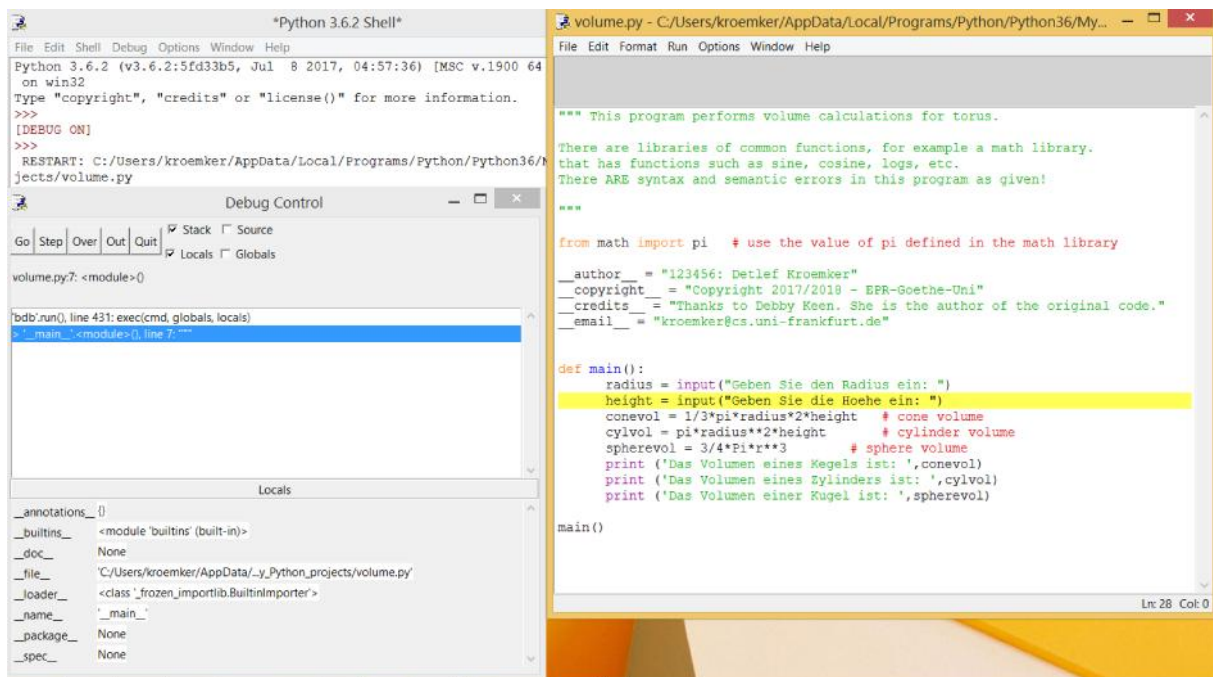 *Python 3.6.2 Shell*
File Edit Shell Debug Options Window Help
Python 3.6.2 (v3.6.2:5fd33b5, Jul 8 2017, 04:57:36) [MSC v.1900 64
on win32
Type "copyright", "credits" or "license()" for more information.
>>>
[DEBUG ON]
>>>
RESTART: C:/Users/kroemker/AppData/Local/Programs/Python/Python36/M
jects/volume.py
Debug Control
Go Step Over Out Quit Stack Source
Locals Globals
volume.py:7: <module>()
'bdb'.run(), line 431: exec(cmd, globals, locals)
> '__main__'.<module>(), line 7: """
Locals
__annotations__ {}
__builtins__ <module 'builtins' (built-in)>
__doc__ None
__file__ 'C:/Users/kroemker/AppData/...y_Python_projects/volume.py'
__loader__ <class '_frozen_importlib.BuiltinImporter'>
__name__ '__main__'
__package__ None
__spec__ None
volume.py - C:/Users/kroemker/AppData/Local/Programs/Python/Python36/My...
File Edit Format Run Options Window Help
""" This program performs volume calculations for torus.
There are libraries of common functions, for example a math library.
that has functions such as sine, cosine, logs, etc.
There ARE syntax and semantic errors in this program as given!
"""
from math import pi # use the value of pi defined in the math library
__author__ = "123456: Detlef Kroemker"
__copyright__ = "Copyright 2017/2018 - EPR-Goethe-Uni"
__credits__ = "Thanks to Debby Keen. She is the author of the original code."
__email__ = "kroemker@cs.uni-frankfurt.de"
def main():
radius = input("Geben Sie den Radius ein: ")
height = input("Geben Sie die Hoehe ein: ")
conevol = 1/3*pi*radius*2*height # cone volume
cylvol = pi*radius**2*height # cylinder volume
spherevol = 3/4*Pi*r**3 # sphere volume
print ('Das Volumen eines Kegels ist: ',conevol)
print ('Das Volumen eines Zylinders ist: ',cylvol)
print ('Das Volumen einer Kugel ist: ',spherevol)
main()
Ln: 28 Col: 0